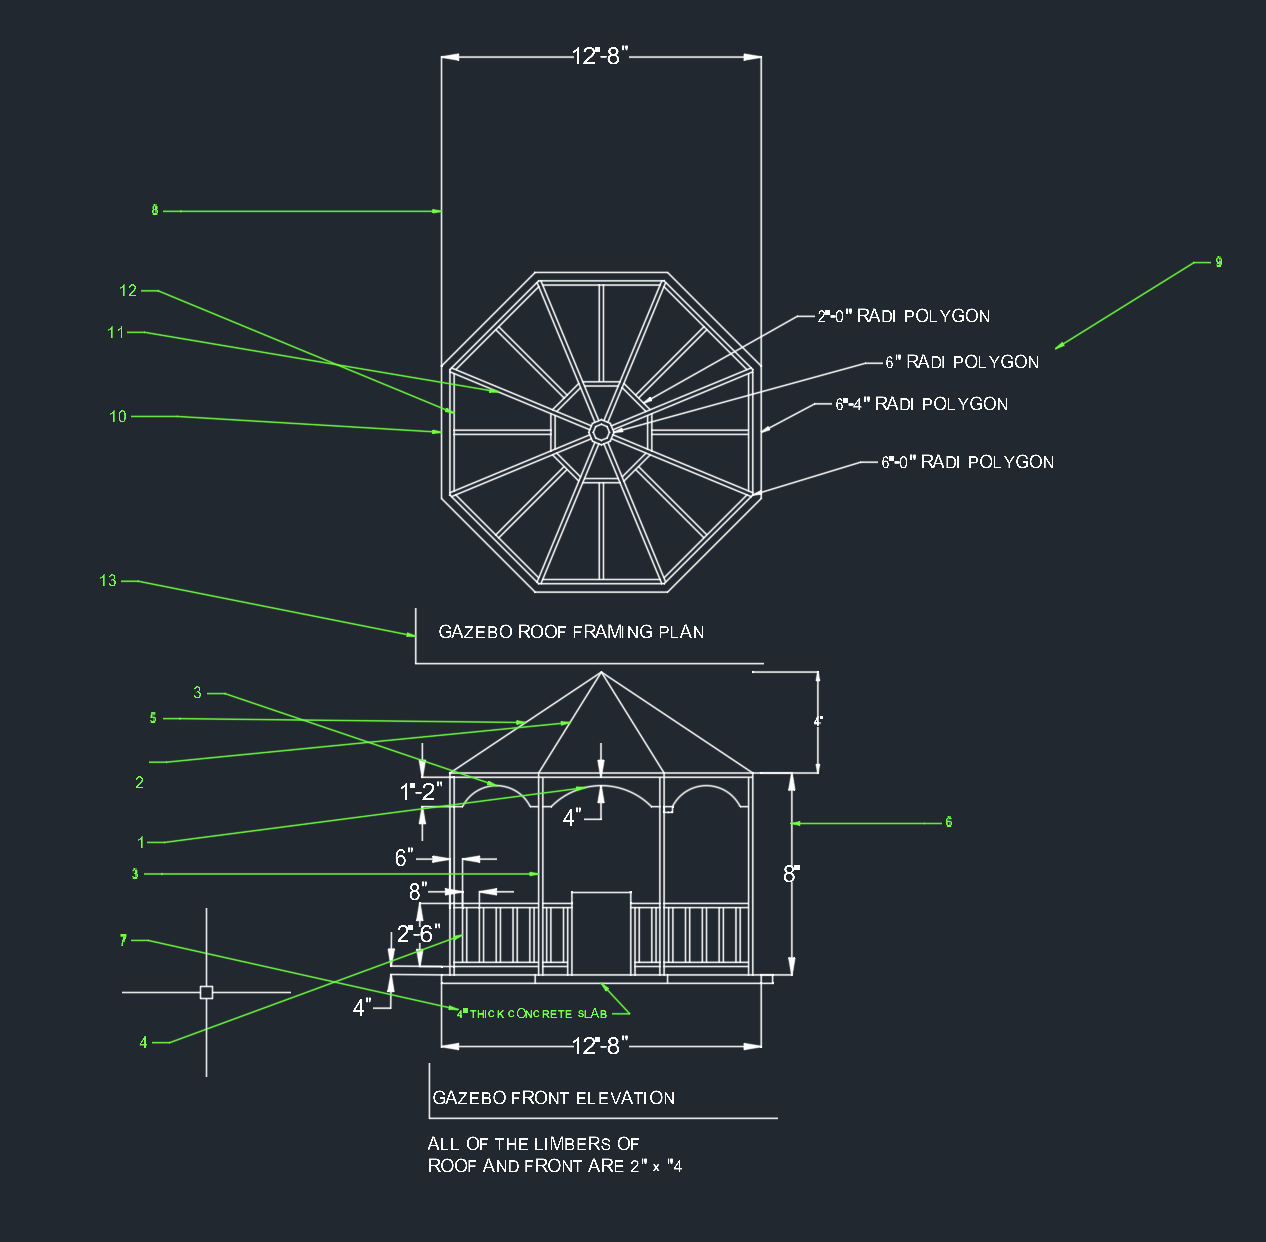 12"-8"
8
9
12
2"-0" RADI POLYGON
11
6" RADI POLYGON
10
6"-4" RADI POLYGON
6"-0" RADI POLYGON
13
GAZEBO ROOF FRAMING PLAN
3
5
4"
2
1"-2"
4"
6
1
6"
3
8"
8"
2"-6"
7
4"
4"THICK CONCRETE SLAB
4
12"-8"
GAZEBO FRONT ELEVATION
ALL OF THE LIMBERS OF
ROOF AND FRONT ARE 2" x "4